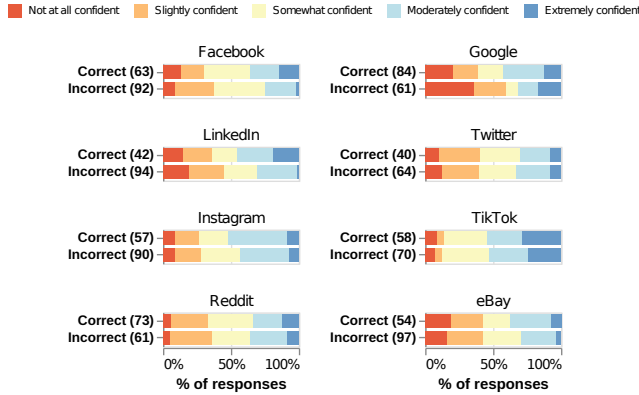 Not at all confident Slightly confident Somewhat confident Moderately confident Extremely confident
Facebook Google
Correct (63) Correct (84)
Incorrect (92) Incorrect (61)
LinkedIn Twitter
Correct (42) Correct (40)
Incorrect (94) Incorrect (64)
Instagram TikTok
Correct (57) Correct (58)
Incorrect (90) Incorrect (70)
Reddit eBay
Correct (73) Correct (54)
Incorrect (61) Incorrect (97)
0% 50% 100% 0% 50% 100%
% of responses % of responses